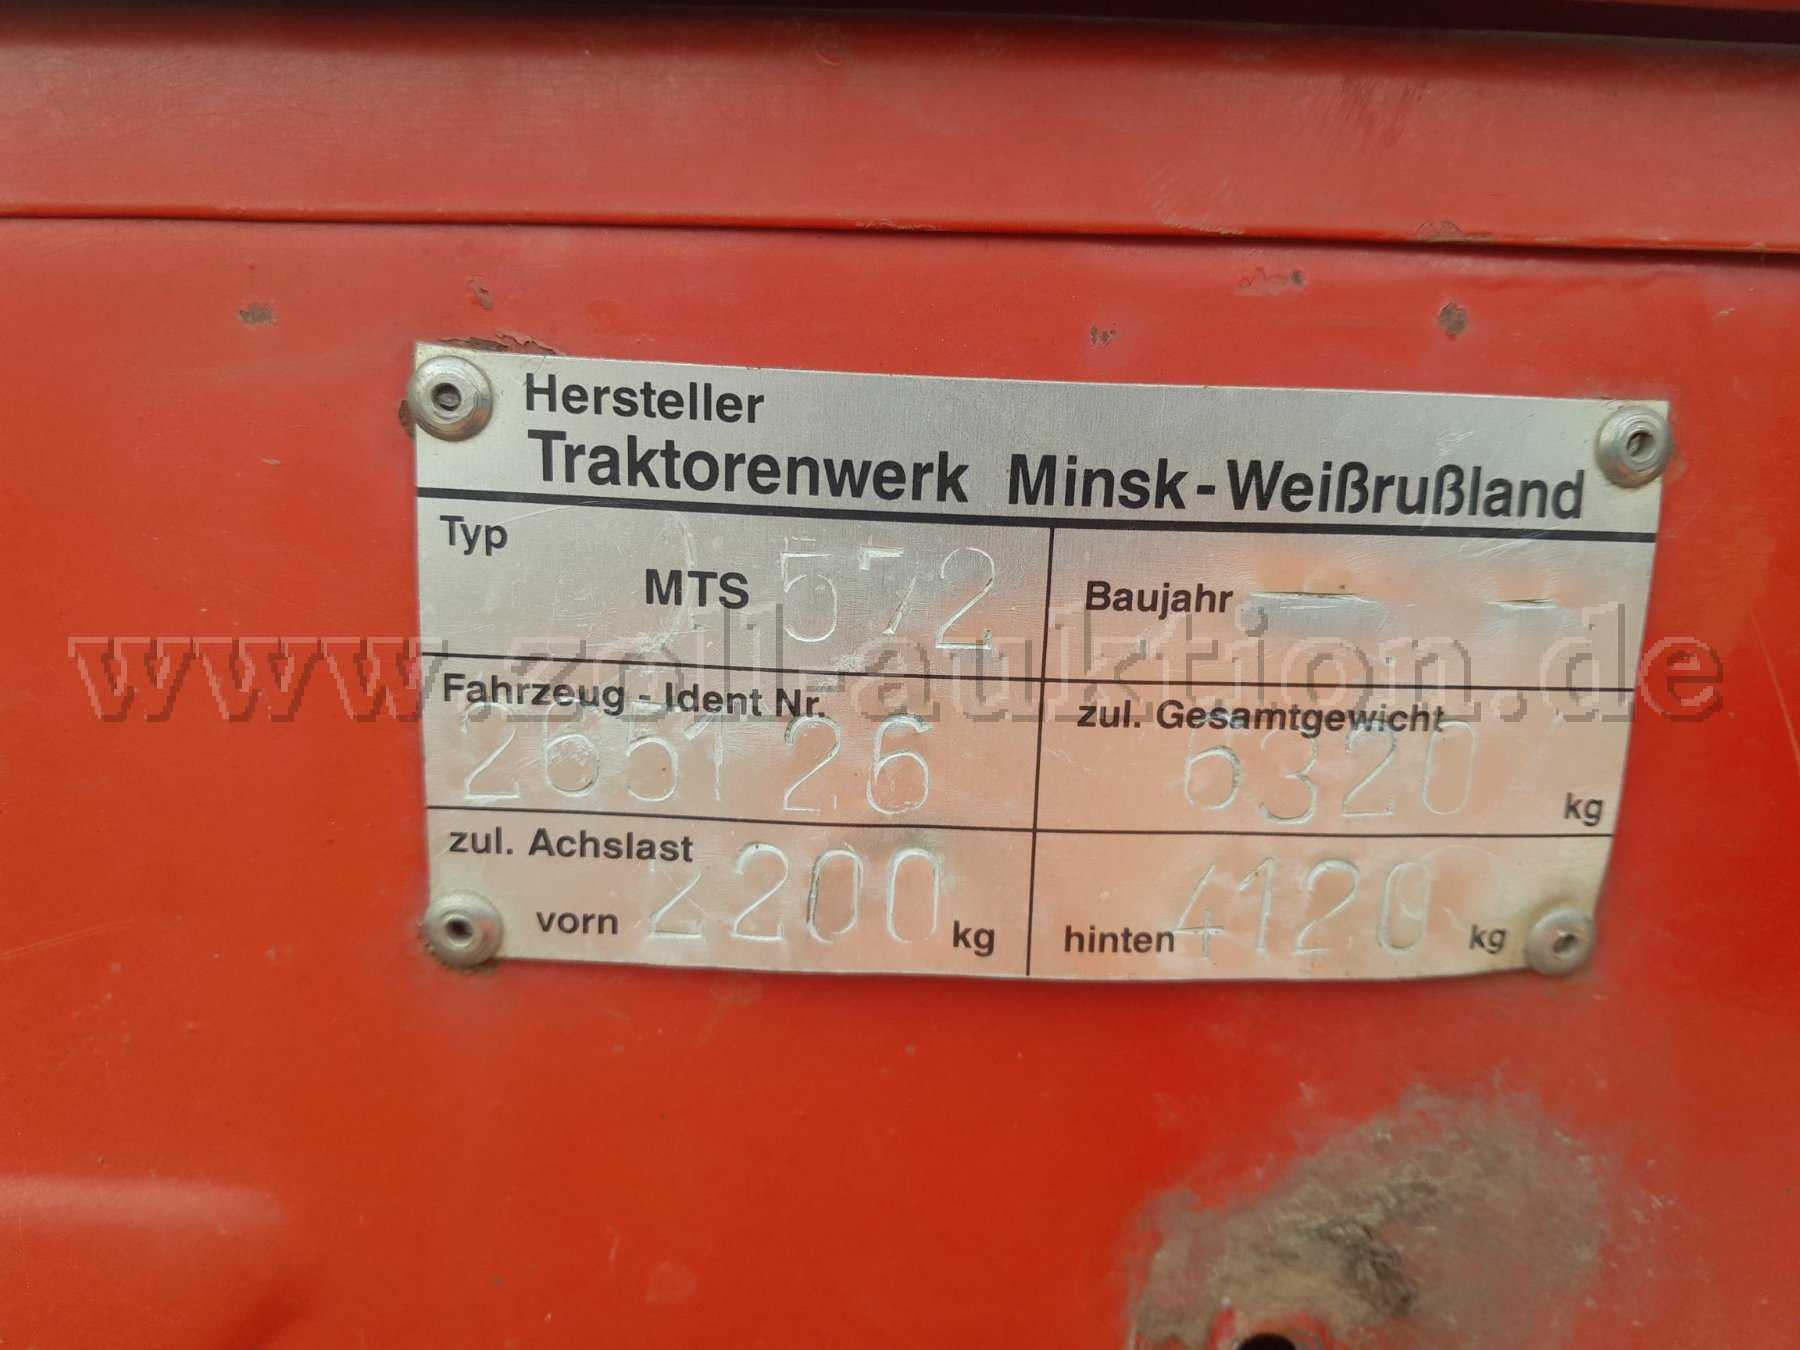 Hersteller
Traktorenwerk Minsk-Weißrußland
Typ
MTS 572
Baujahr — -
www.zoll-auktion.de
Fahrzeug - Ident Nr.
265126
zul. Gesamtgewicht
6320 kg
zul. Achslast
vorn 2200 kg
hinten 4120 kg